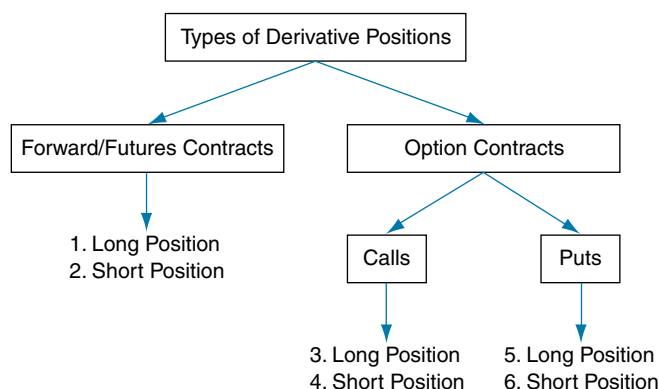 Types of Derivative Positions
Forward/Futures Contracts
Option Contracts
1. Long Position
2. Short Position
Calls
Puts
3. Long Position
4. Short Position
5. Long Position
6. Short Position